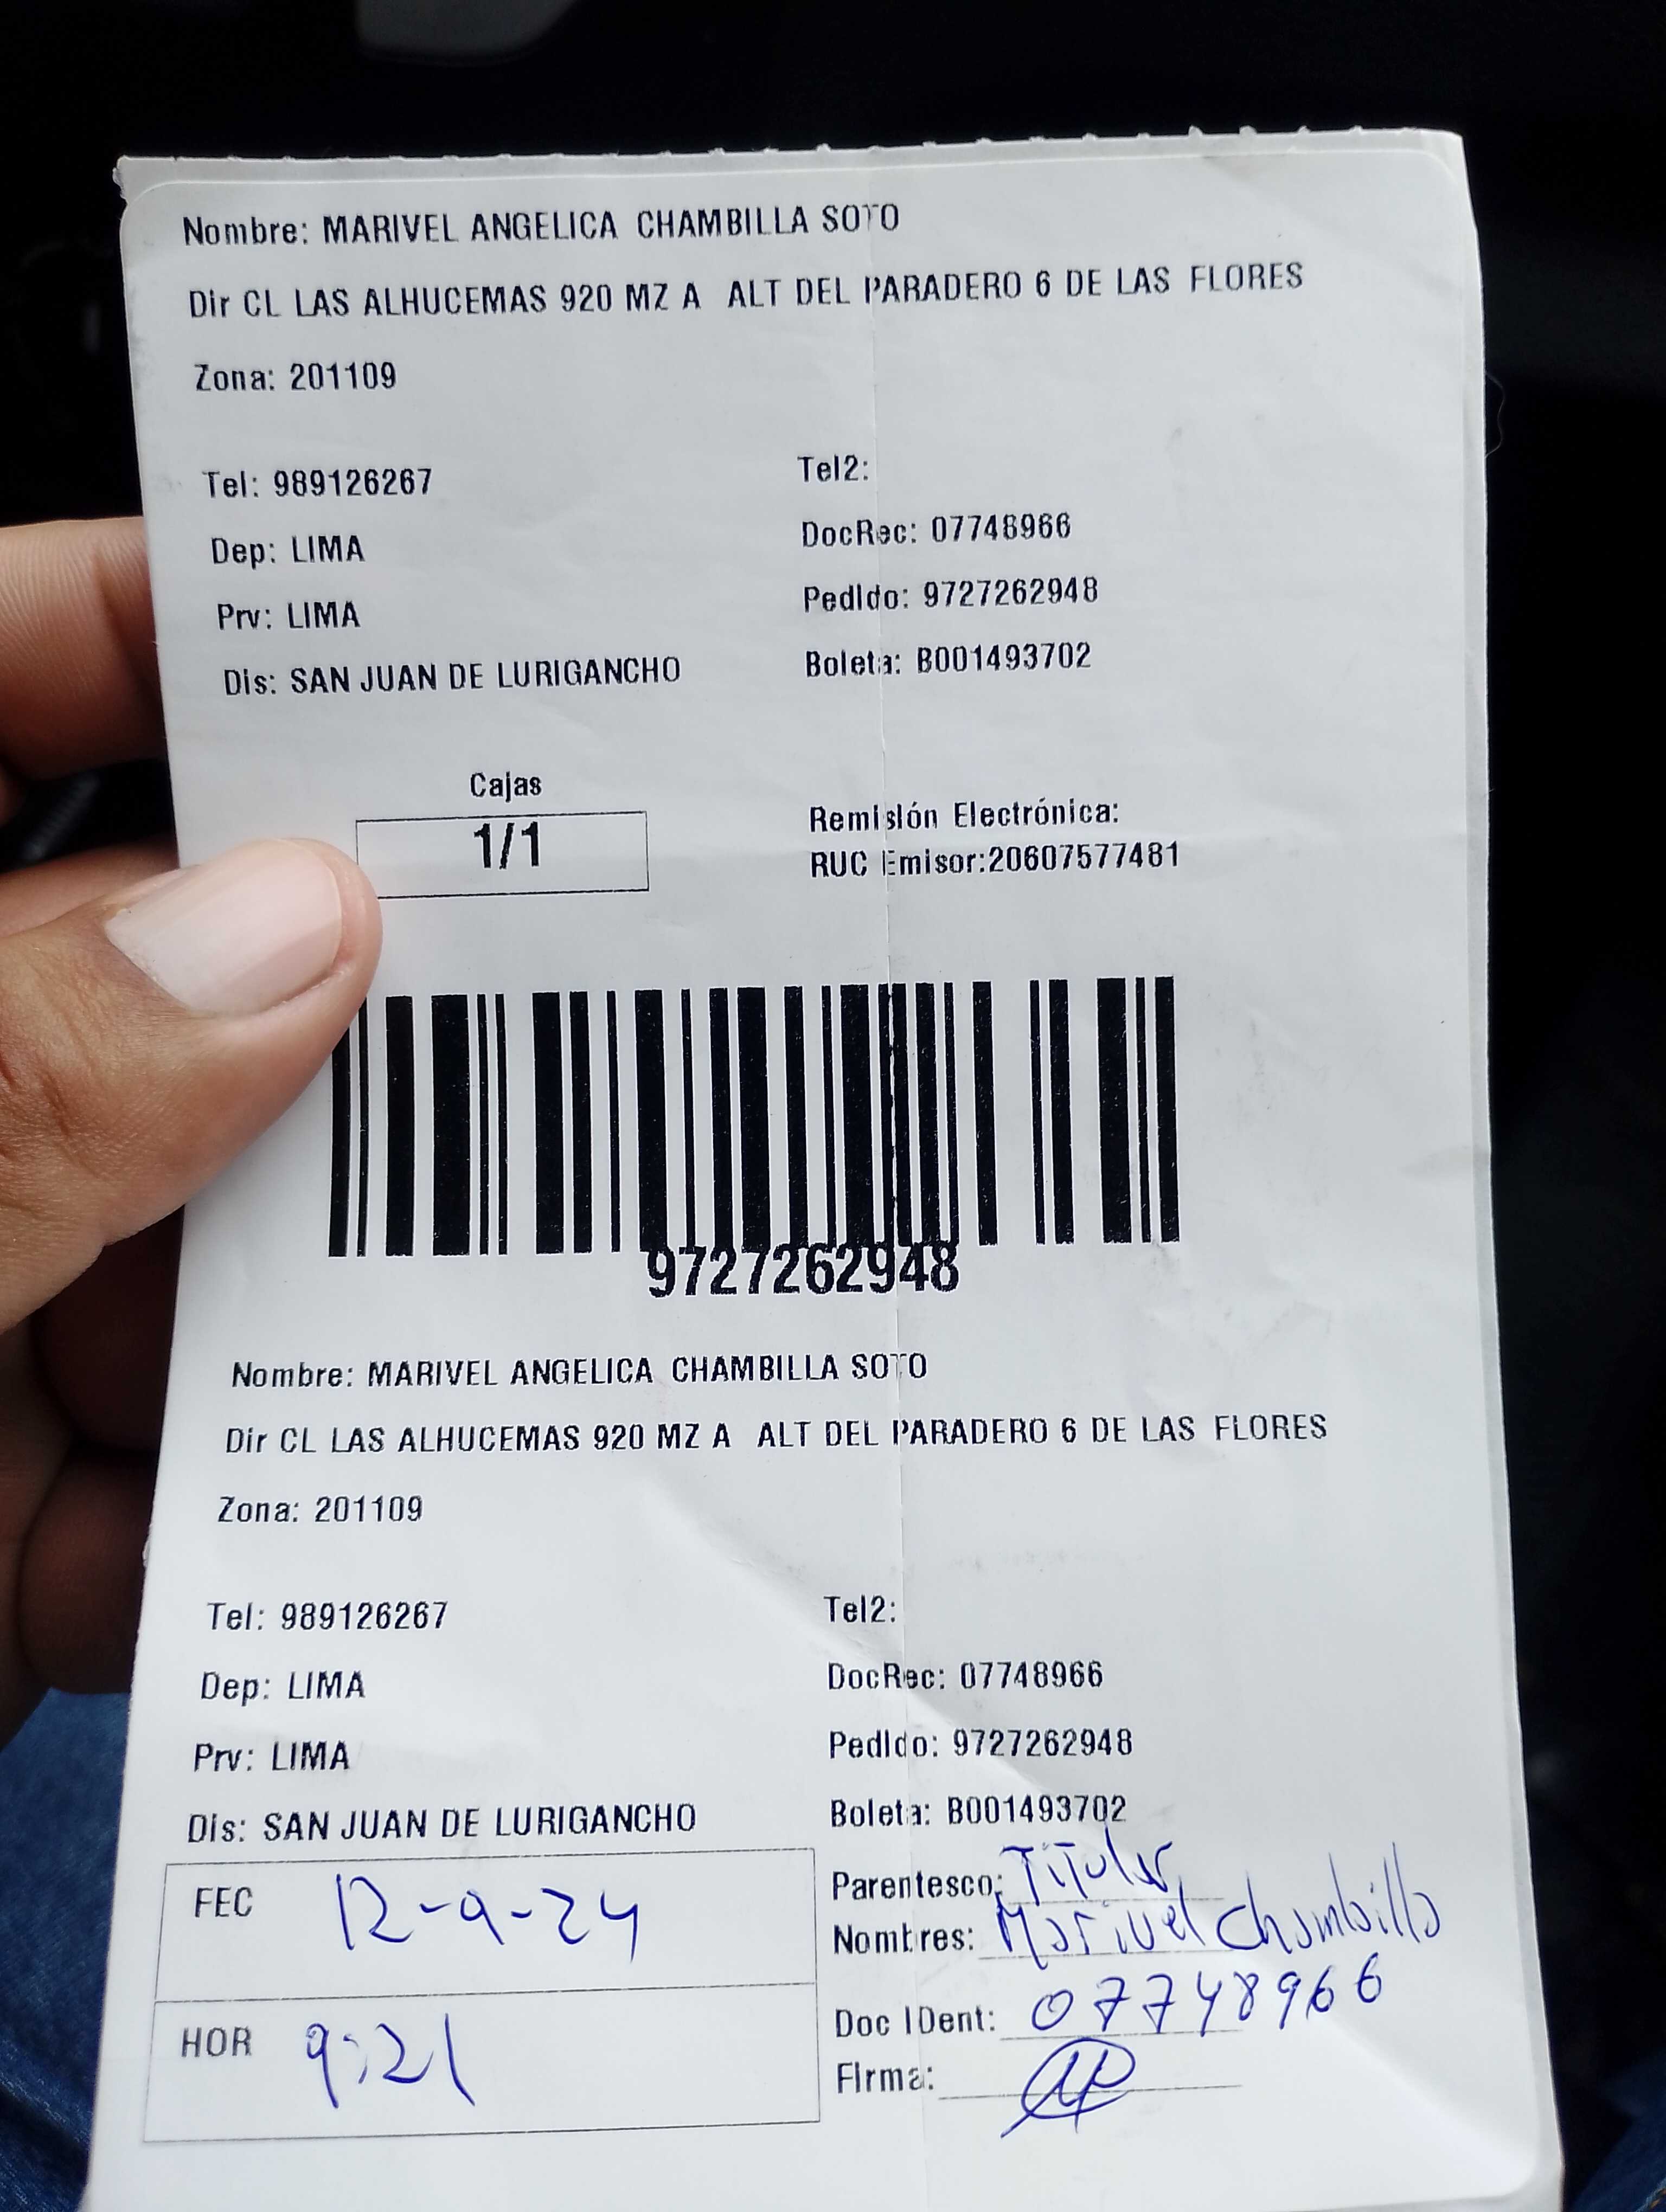 Nombre: MARIVEL ANGELICA CHAMBILLA SOTO
Dir CL LAS ALHUCEMAS 920 MZ A ALT DEL PARADERO 6 DE LAS FLORES
Zona: 201109
Tel: 989126267 Tel2:
Dep: LIMA DocRec: 07748966
Prv: LIMA Pedido: 9727262948
Dis: SAN JUAN DE LURIGANCHO Boleta: B001493702
Cajas
1/1
Remisión Electrónica:
RUC Emisor:20607577481
9727262948
Nombre: MARIVEL ANGELICA CHAMBILLA SOTO
Dir CL LAS ALHUCEMAS 920 MZ A ALT DEL PARADERO 6 DE LAS FLORES
Zona: 201109
Tel: 989126267 Tel2:
Dep: LIMA DocRec: 07748966
Prv: LIMA Pedido: 9727262948
Dis: SAN JUAN DE LURIGANCHO Boleta: B001493702
FEC 12-9-24
HOR 9:21
Parentesco: Titular
Nombres: Marivel Chambilla
Doc IDent: 07748966
Firma: